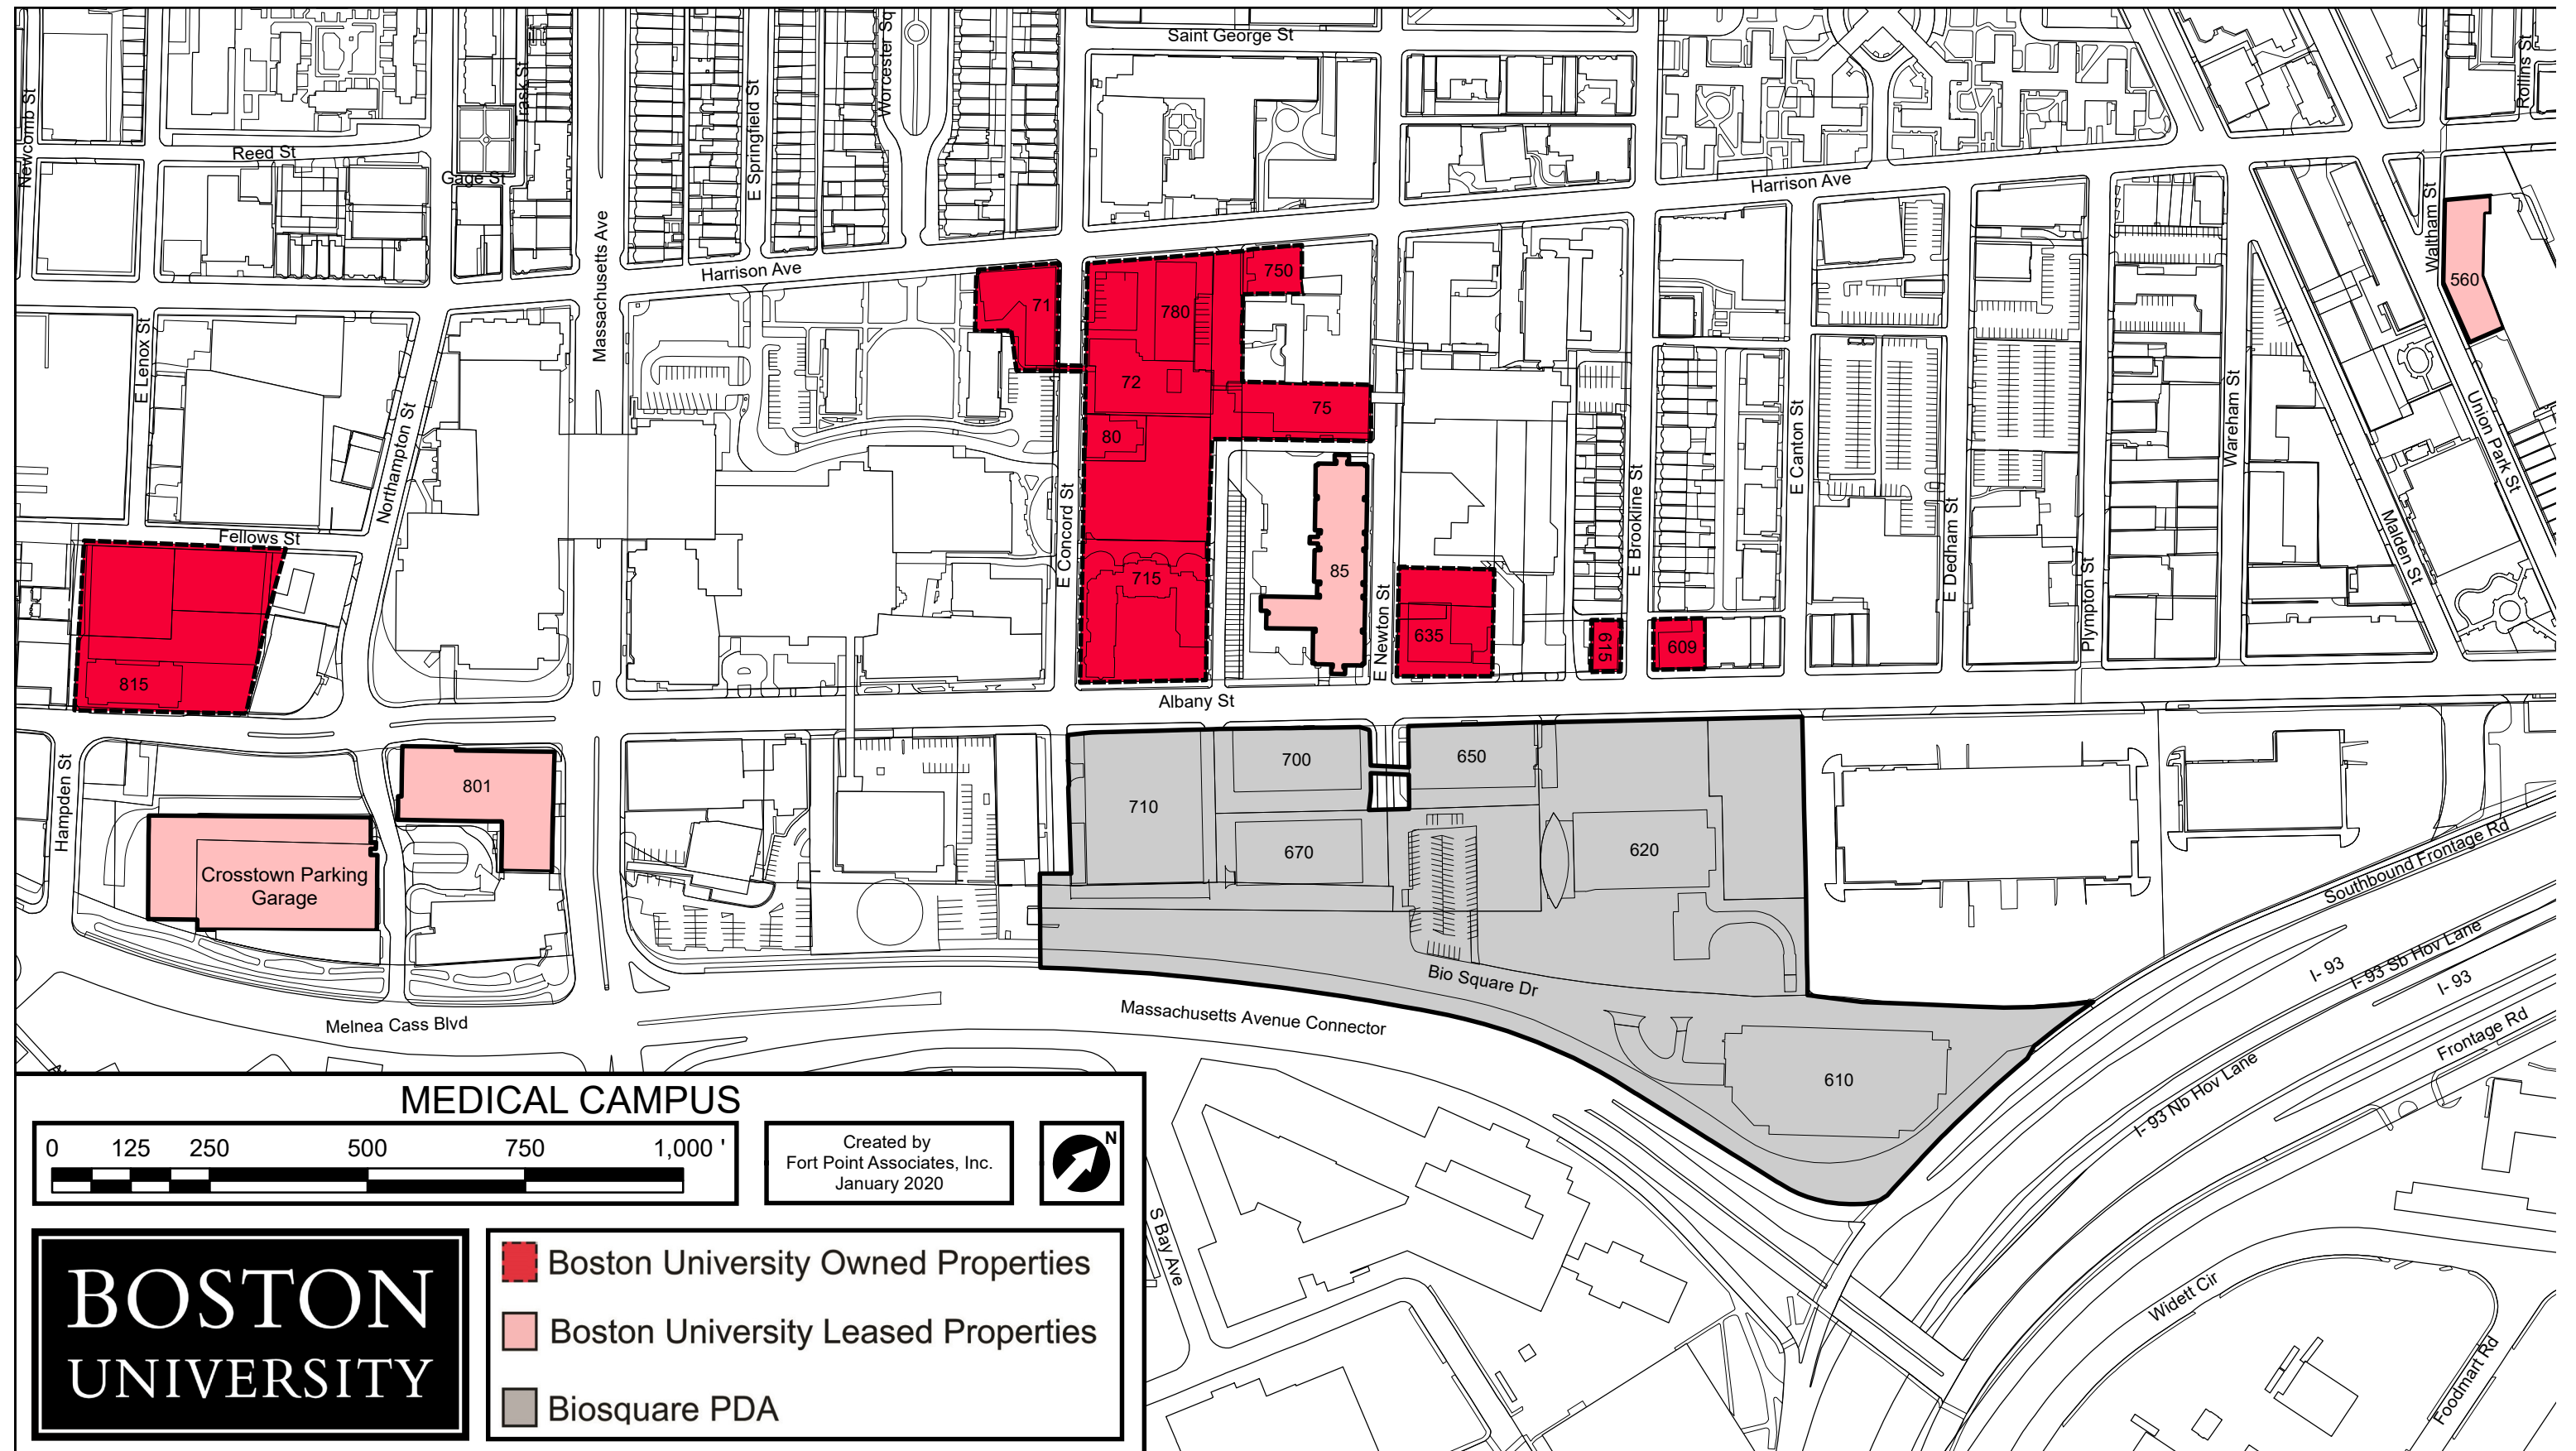 Saint George St
Newcomb St
Trask St
E Springfield St
Worcester Sq
Rollins St
Reed St
Gage St
Harrison Ave
Waltham St
Massachusetts Ave
Harrison Ave
71
780
750
560
E Lenox St
72
75
80
Northampton St
E Concord St
E Brookline St
E Canton St
Wareham St
Union Park St
Malden St
Fellows St
715
85
E Newton St
635
615
609
E Dedham St
Plympton St
815
Albany St
Hampden St
801
710
700
650
670
620
Crosstown Parking
Garage
Southbound Frontage Rd
I- 93
I- 93 Sb Hov Lane
I- 93
Bio Square Dr
Melnea Cass Blvd
Massachusetts Avenue Connector
Frontage Rd
I- 93 Nb Hov Lane
610
S Bay Ave
Widett Cir
Foodmart Rd
MEDICAL CAMPUS
0 125 250 500 750 1,000 '
Created by
Fort Point Associates, Inc.
January 2020
N
BOSTON
UNIVERSITY
Boston University Owned Properties
Boston University Leased Properties
Biosquare PDA